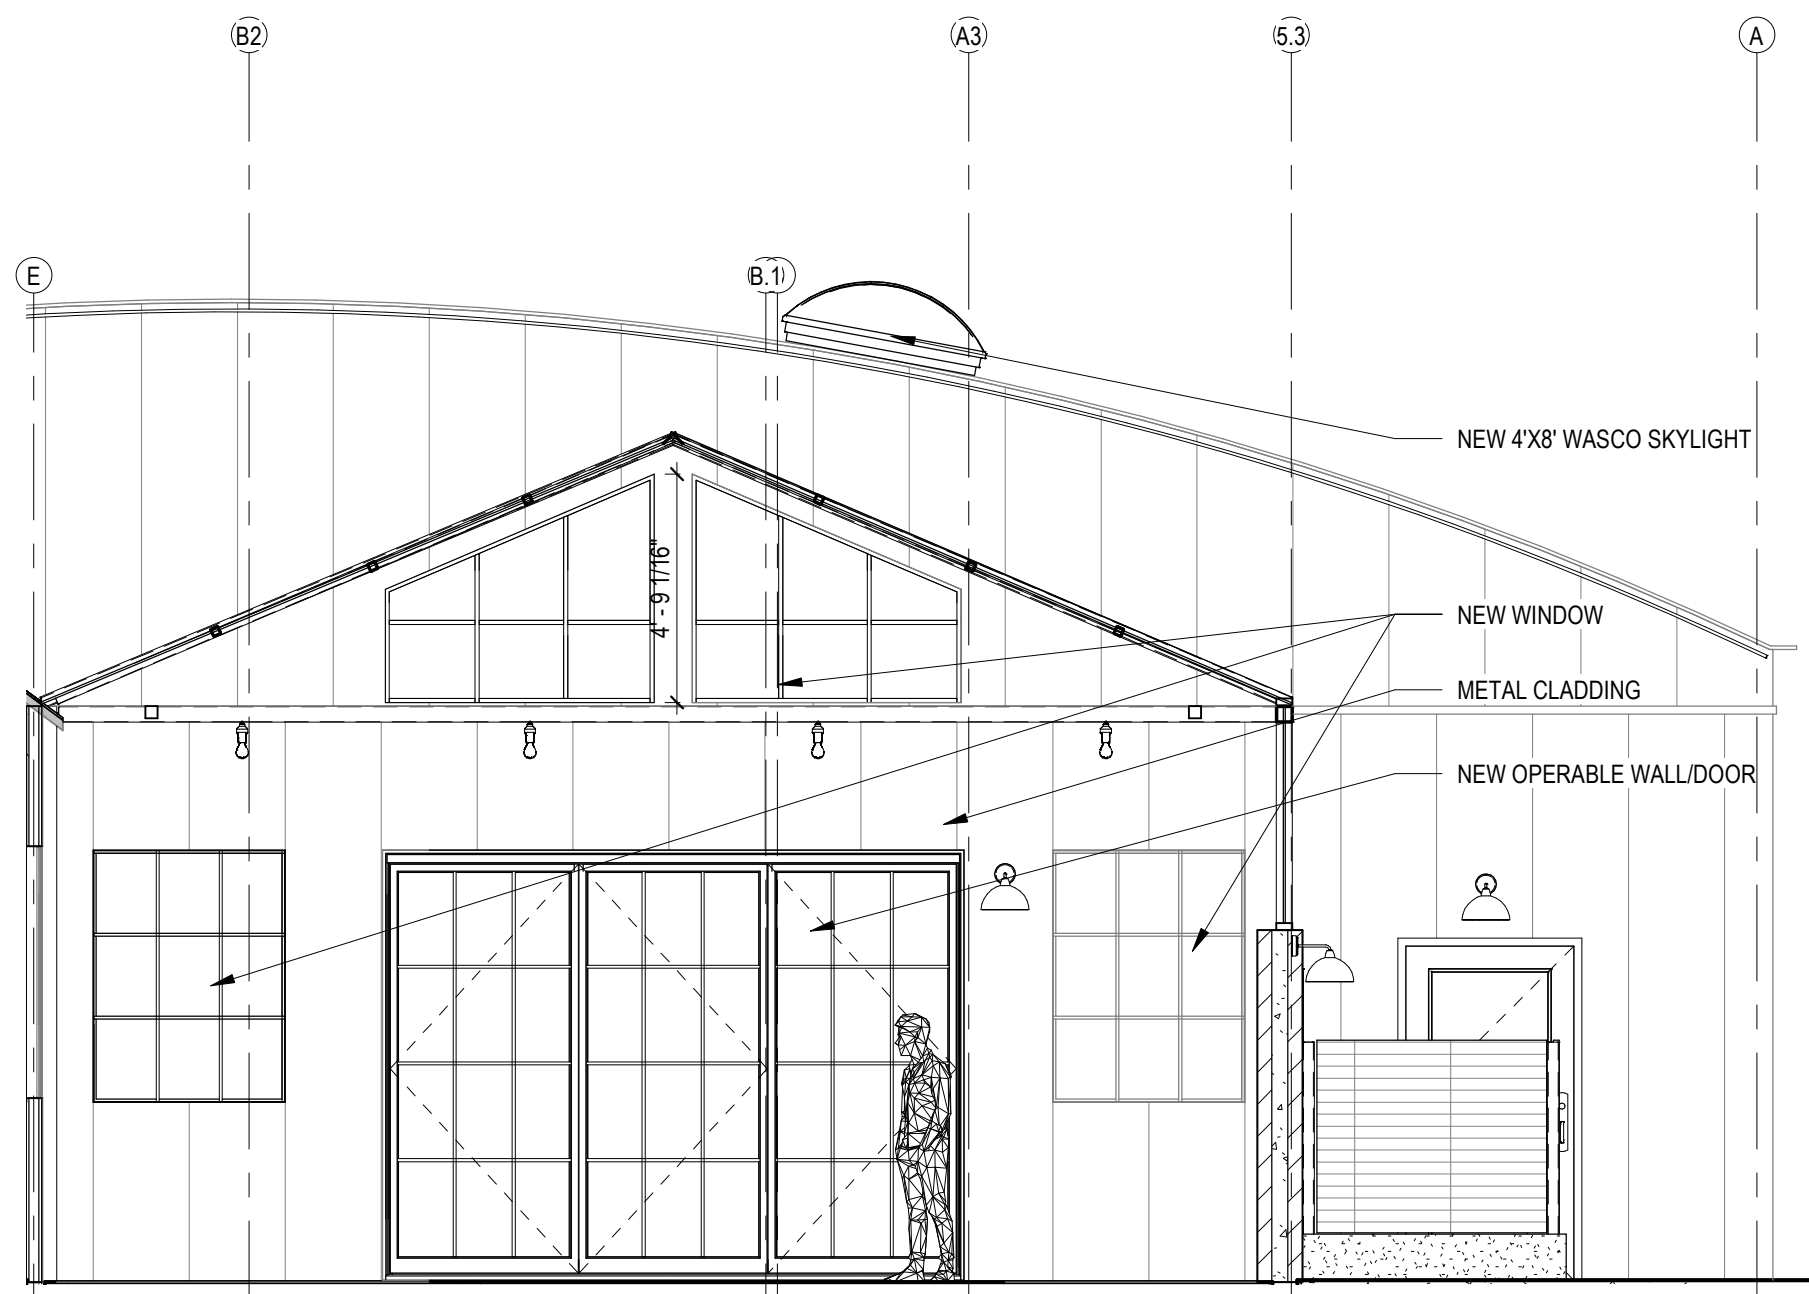 B2
A3
5.3
A
E
B.1
NEW 4'X8' WASCO SKYLIGHT
4' - 9 1/16"
NEW WINDOW
METAL CLADDING
NEW OPERABLE WALL/DOOR